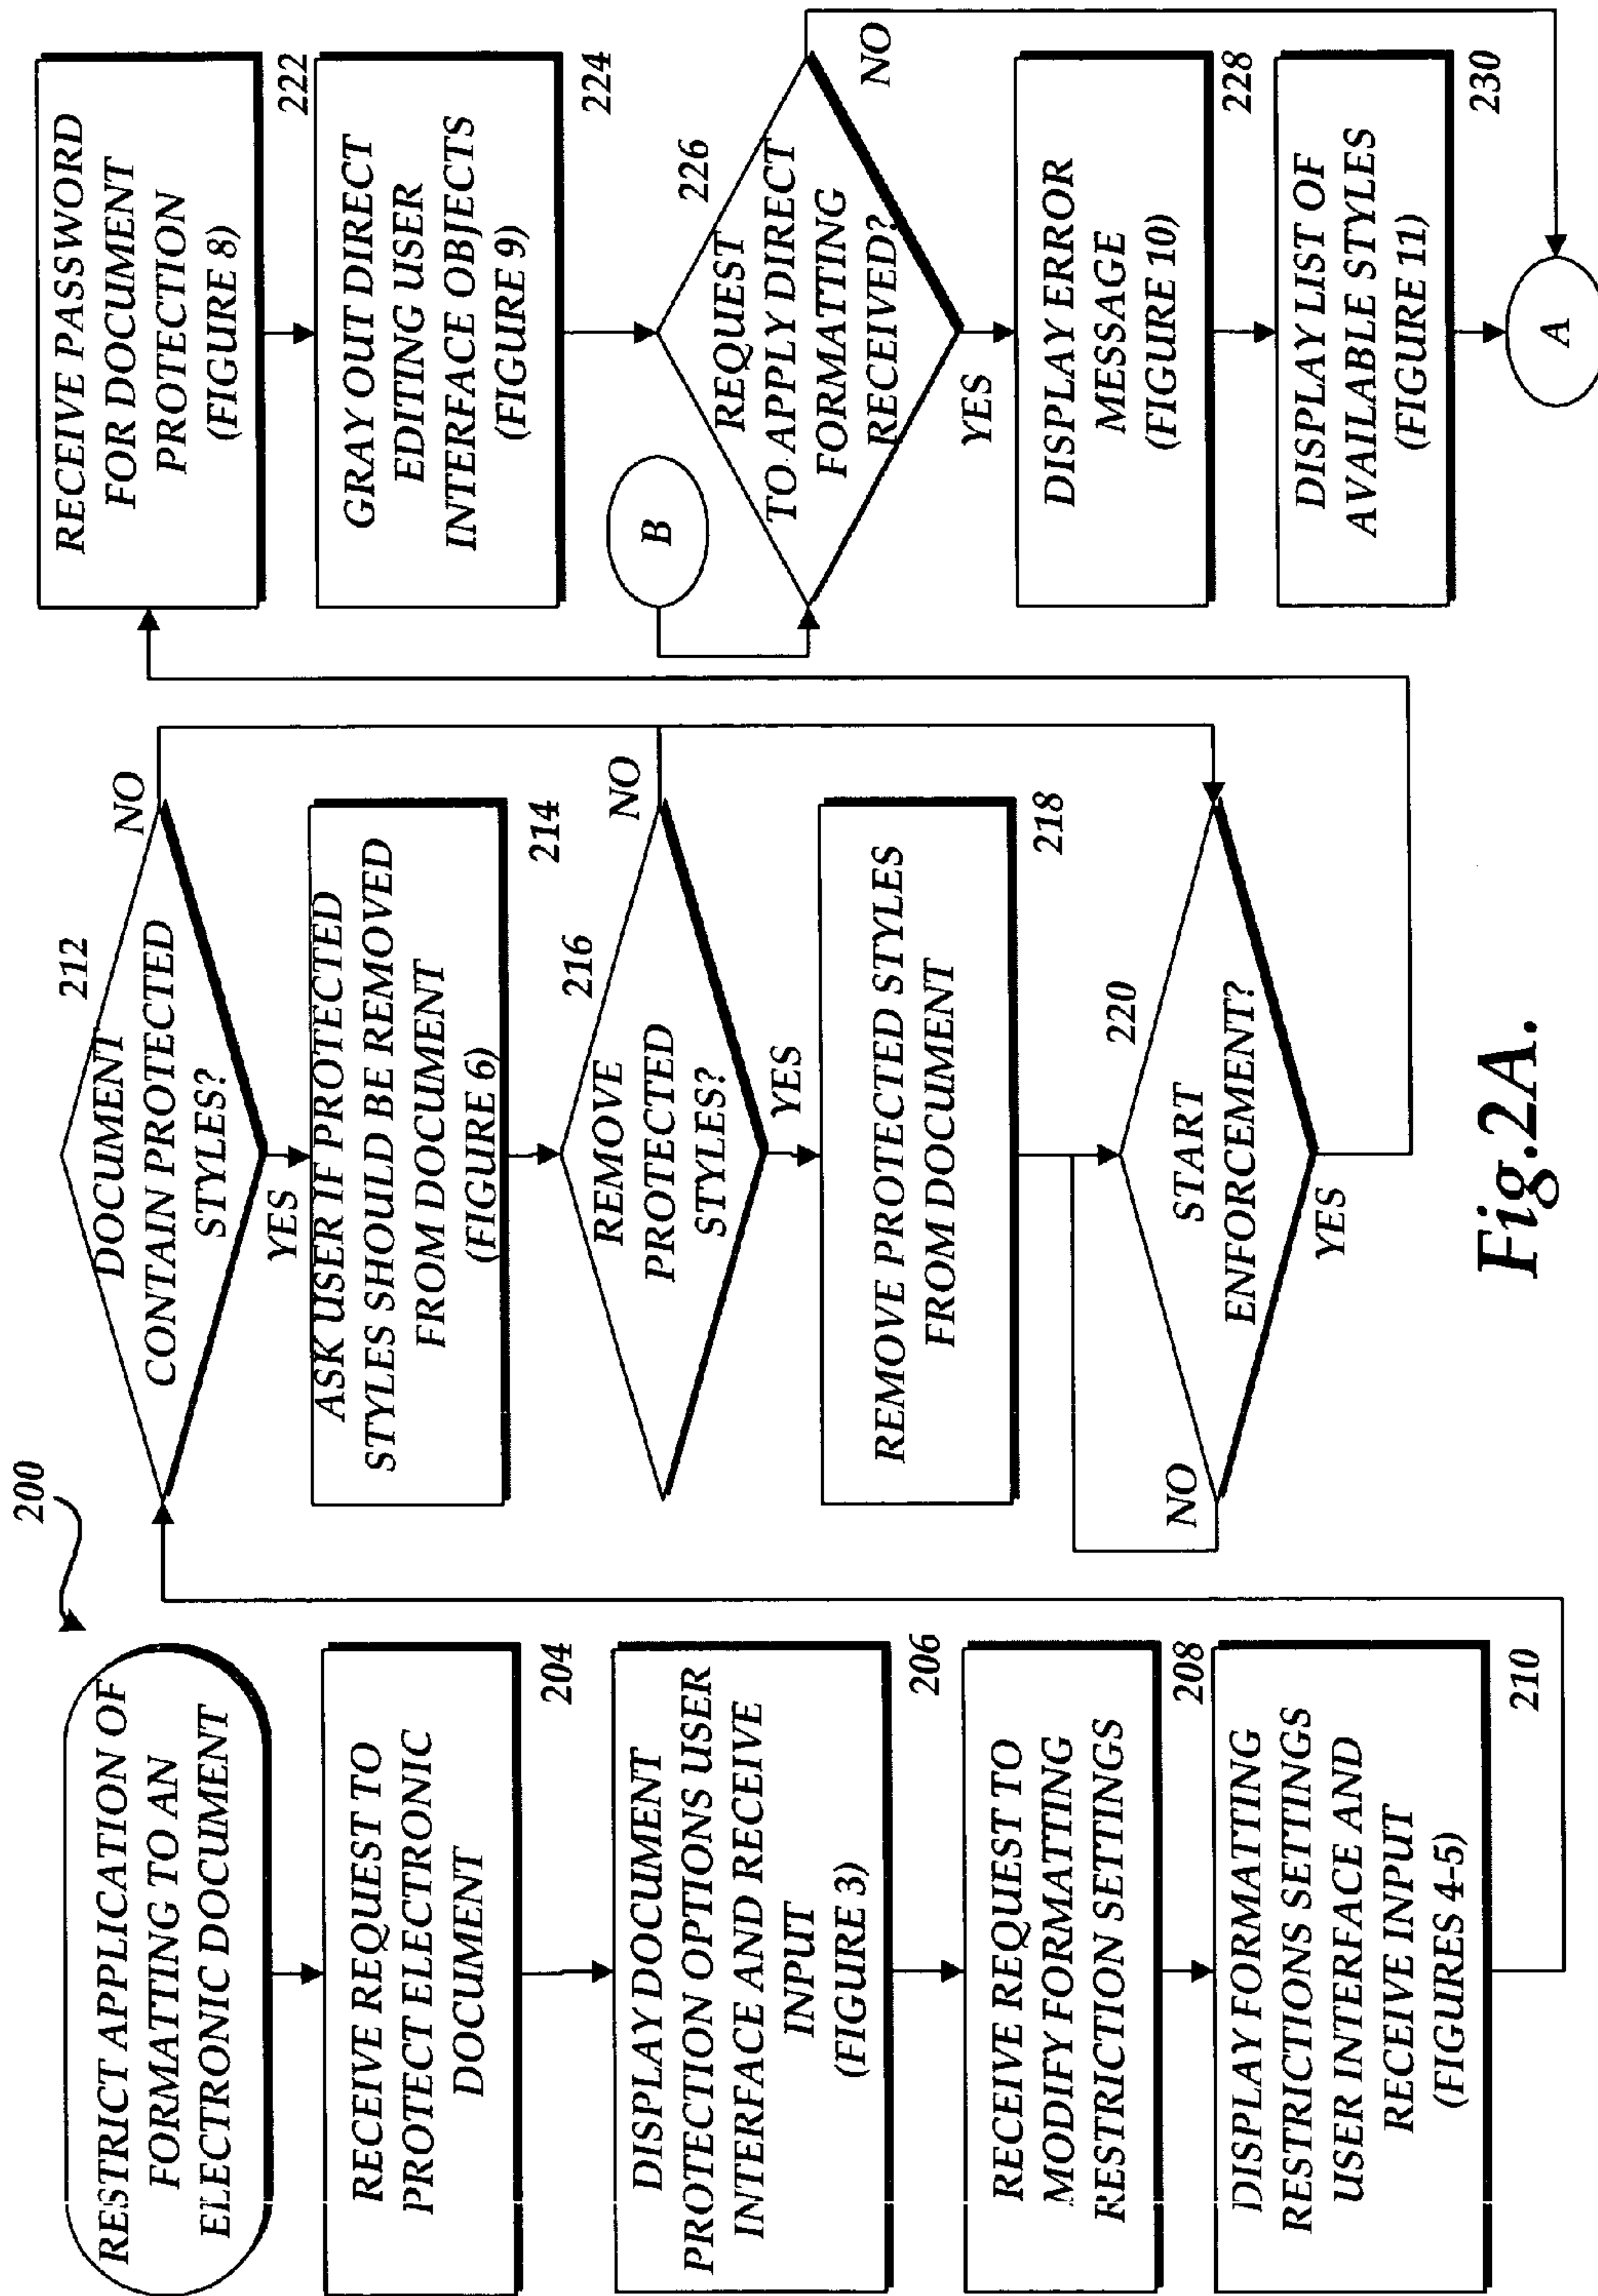 200
RESTRICT APPLICATION OF
FORMATTING TO AN
ELECTRONIC DOCUMENT
RECEIVE REQUEST TO
PROTECT ELECTRONIC
DOCUMENT
204
DISPLAY DOCUMENT
PROTECTION OPTIONS USER
INTERFACE AND RECEIVE
INPUT
(FIGURE 3)
206
RECEIVE REQUEST TO
MODIFY FORMATTING
RESTRICTION SETTINGS
208
DISPLAY FORMATTING
RESTRICTIONS SETTINGS
USER INTERFACE AND
RECEIVE INPUT
(FIGURES 4-5)
210
212
DOCUMENT
CONTAIN PROTECTED
STYLES?
NO
YES
ASK USER IF PROTECTED
STYLES SHOULD BE REMOVED
FROM DOCUMENT
(FIGURE 6)
214
216
REMOVE
PROTECTED
STYLES?
NO
YES
REMOVE PROTECTED STYLES
FROM DOCUMENT
218
220
START
ENFORCEMENT?
NO
YES
RECEIVE PASSWORD
FOR DOCUMENT
PROTECTION
(FIGURE 8)
222
GRAY OUT DIRECT
EDITING USER
INTERFACE OBJECTS
(FIGURE 9)
224
B
226
REQUEST
TO APPLY DIRECT
FORMATTING
RECEIVED?
NO
YES
DISPLAY ERROR
MESSAGE
(FIGURE 10)
228
DISPLAY LIST OF
AVAILABLE STYLES
(FIGURE 11)
230
A
Fig.2A.